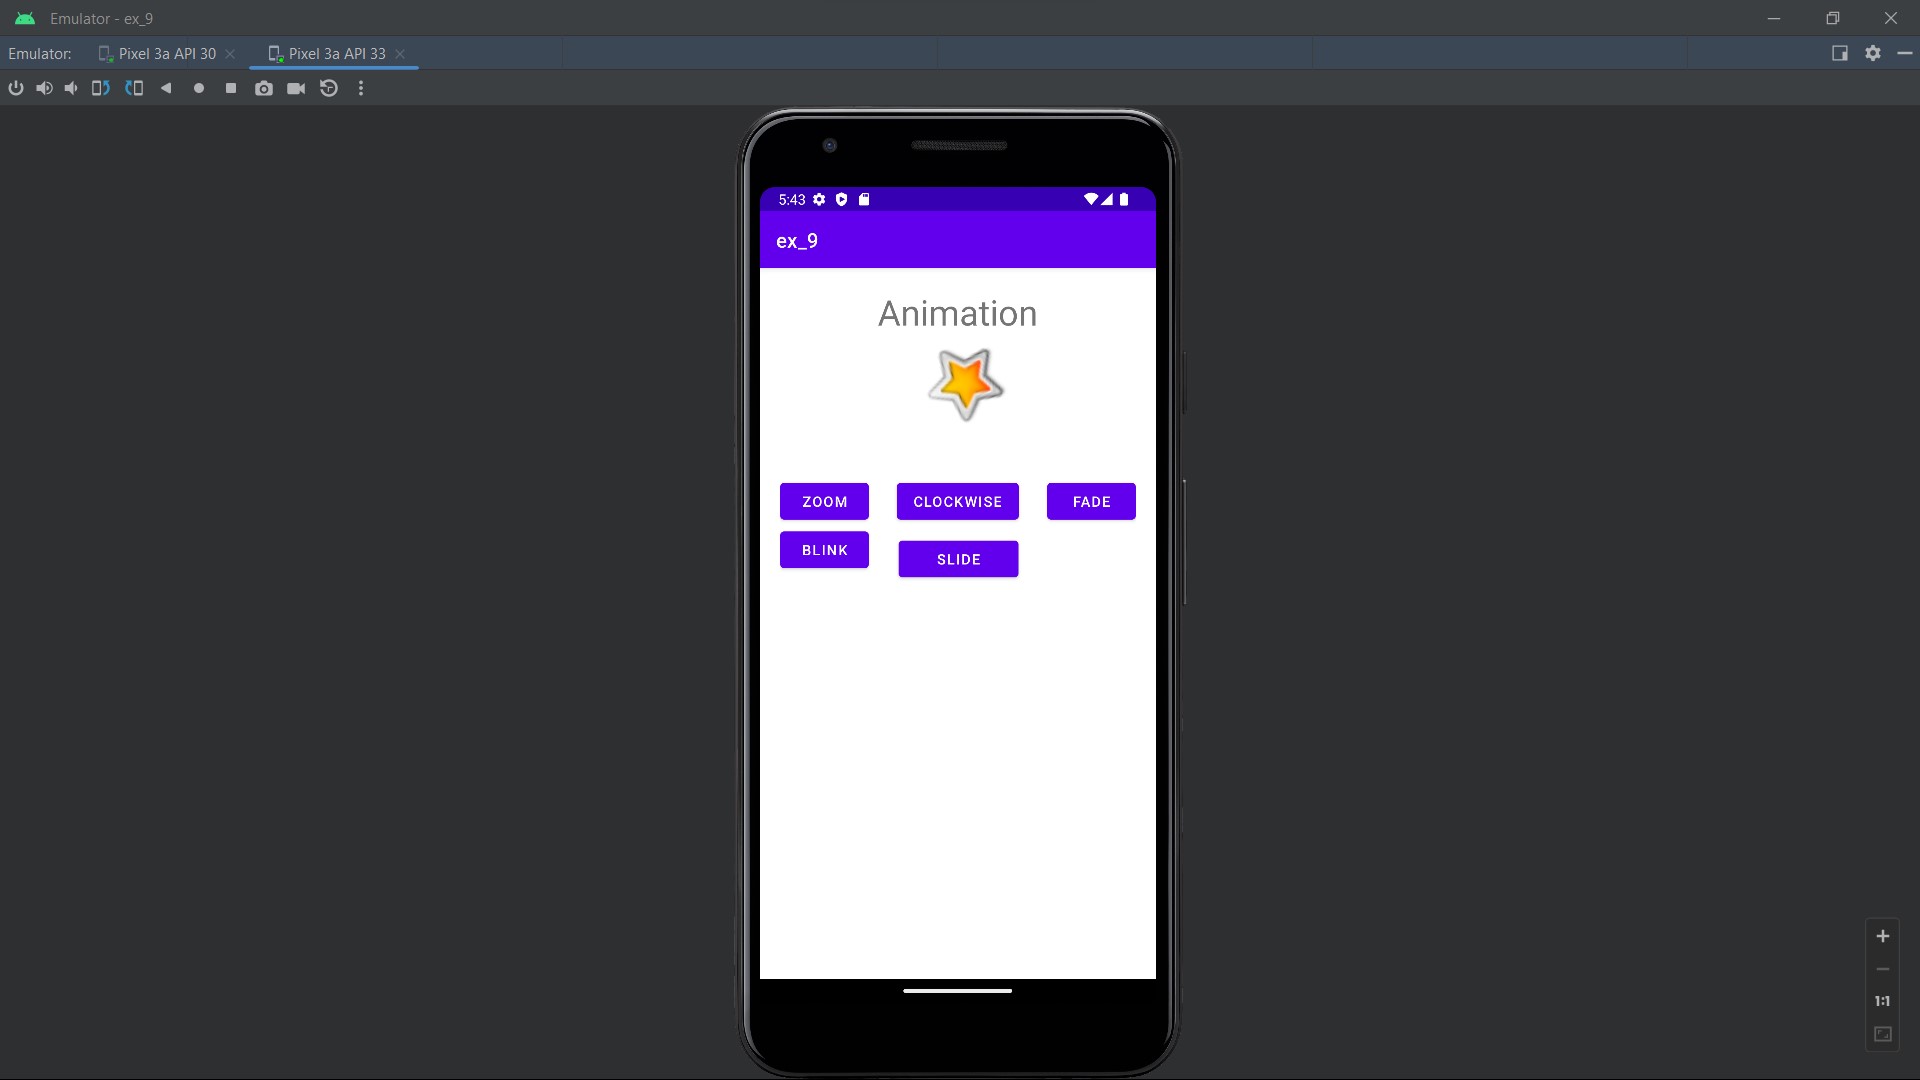 Emulator - ex_9
Emulator: Pixel 3a API 30 Pixel 3a API 33
5:43
ex_9
Animation
ZOOM CLOCKWISE FADE
BLINK SLIDE
1:1